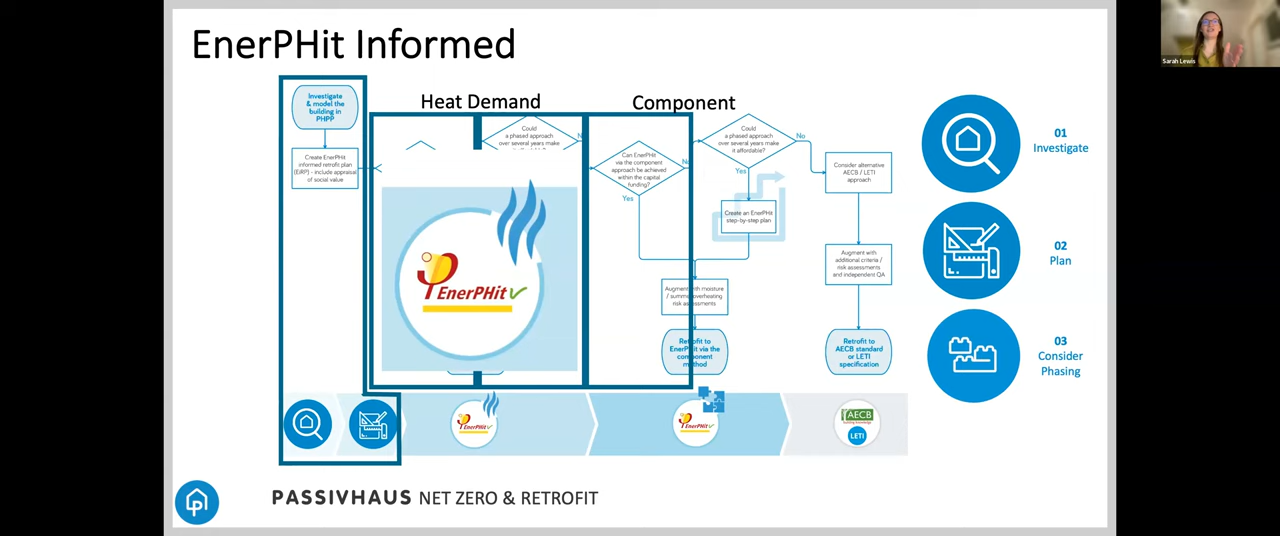 EnerPHit Informed
Sarah Lewis
Investigate
& model the
building in
PHPP
Create EnerPHit
informed retrofit plan
(EiRP) - include appraisal
of social value
Heat Demand
Could
a phased approach
over several years make
N
EnerPHit
Component
Can EnerPHit
via the component
approach be achieved
within the capital
funding?
No
Yes
Could
a phased approach
over several years make it
affordable?
No
Yes
Create an EnerPHit
step-by-step plan
Augment with moisture
/ summer overheating
risk assessments
Retrofit to
EnerPHit via the
component
method
Consider alternative
AECB / LETI
approach
Augment with
additional criteria /
risk assessments
and independent QA
Retrofit to
AECB standard
or LETI
specification
01
Investigate
02
Plan
03
Consider
Phasing
EnerPHit
EnerPHit
AECB
LETI
PASSIVHAUS NET ZERO & RETROFIT